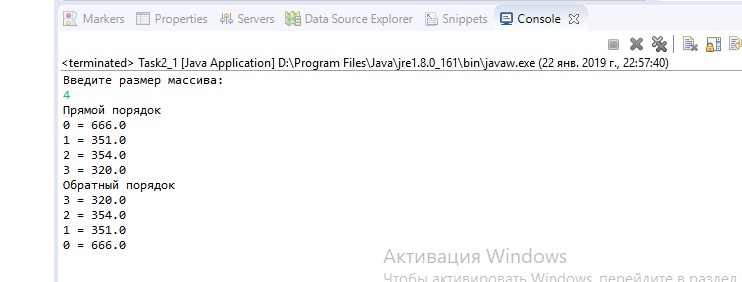 Markers Properties Servers Data Source Explorer Snippets Console
<terminated> Task2_1 [Java Application] D:\Program Files\Java\jre1.8.0_161\bin\javaw.exe (22 янв. 2019 г., 22:57:40)
Введите размер массива:
4
Прямой порядок
0 = 666.0
1 = 351.0
2 = 354.0
3 = 320.0
Обратный порядок
3 = 320.0
2 = 354.0
1 = 351.0
0 = 666.0
Активация Windows
Чтобы активировать Windows, перейдите в раздел